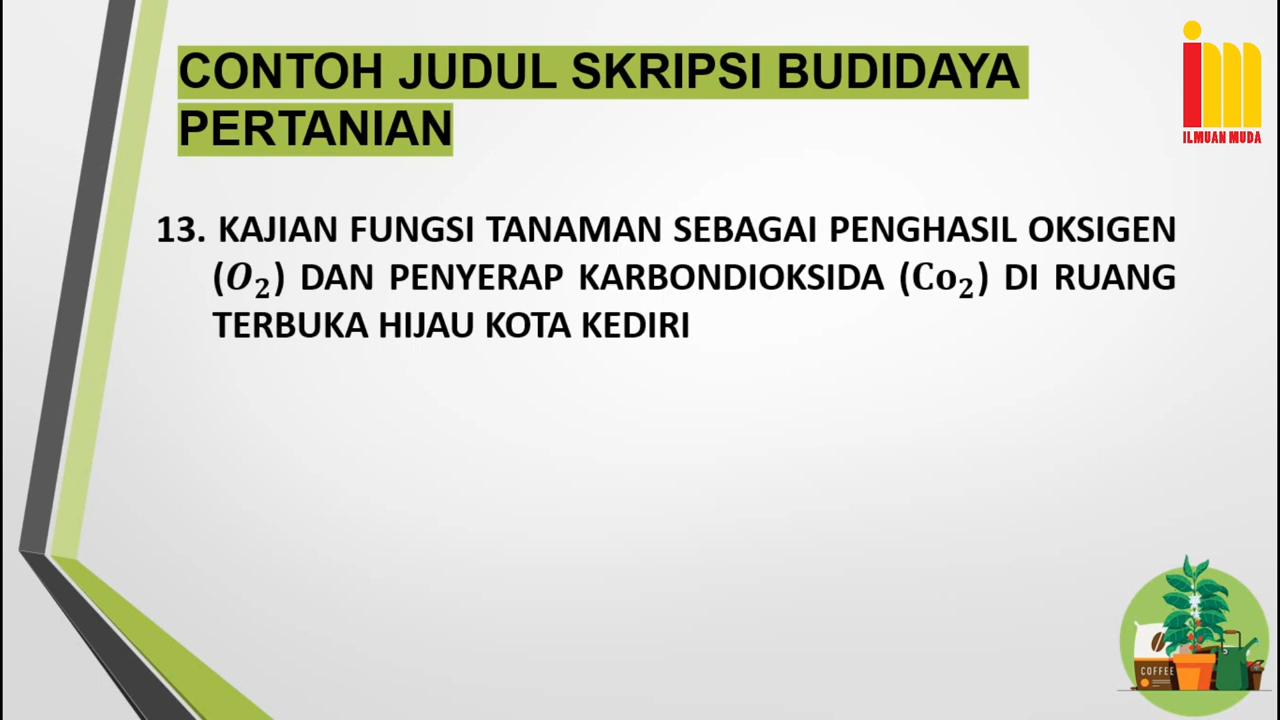 CONTOH JUDUL SKRIPSI BUDIDAYA
PERTANIAN
ILMUAN MUDA
13. KAJIAN FUNGSI TANAMAN SEBAGAI PENGHASIL OKSIGEN
(O₂) DAN PENYERAP KARBONDIOKSIDA (Co₂) DI RUANG
TERBUKA HIJAU KOTA KEDIRI
COFFEE